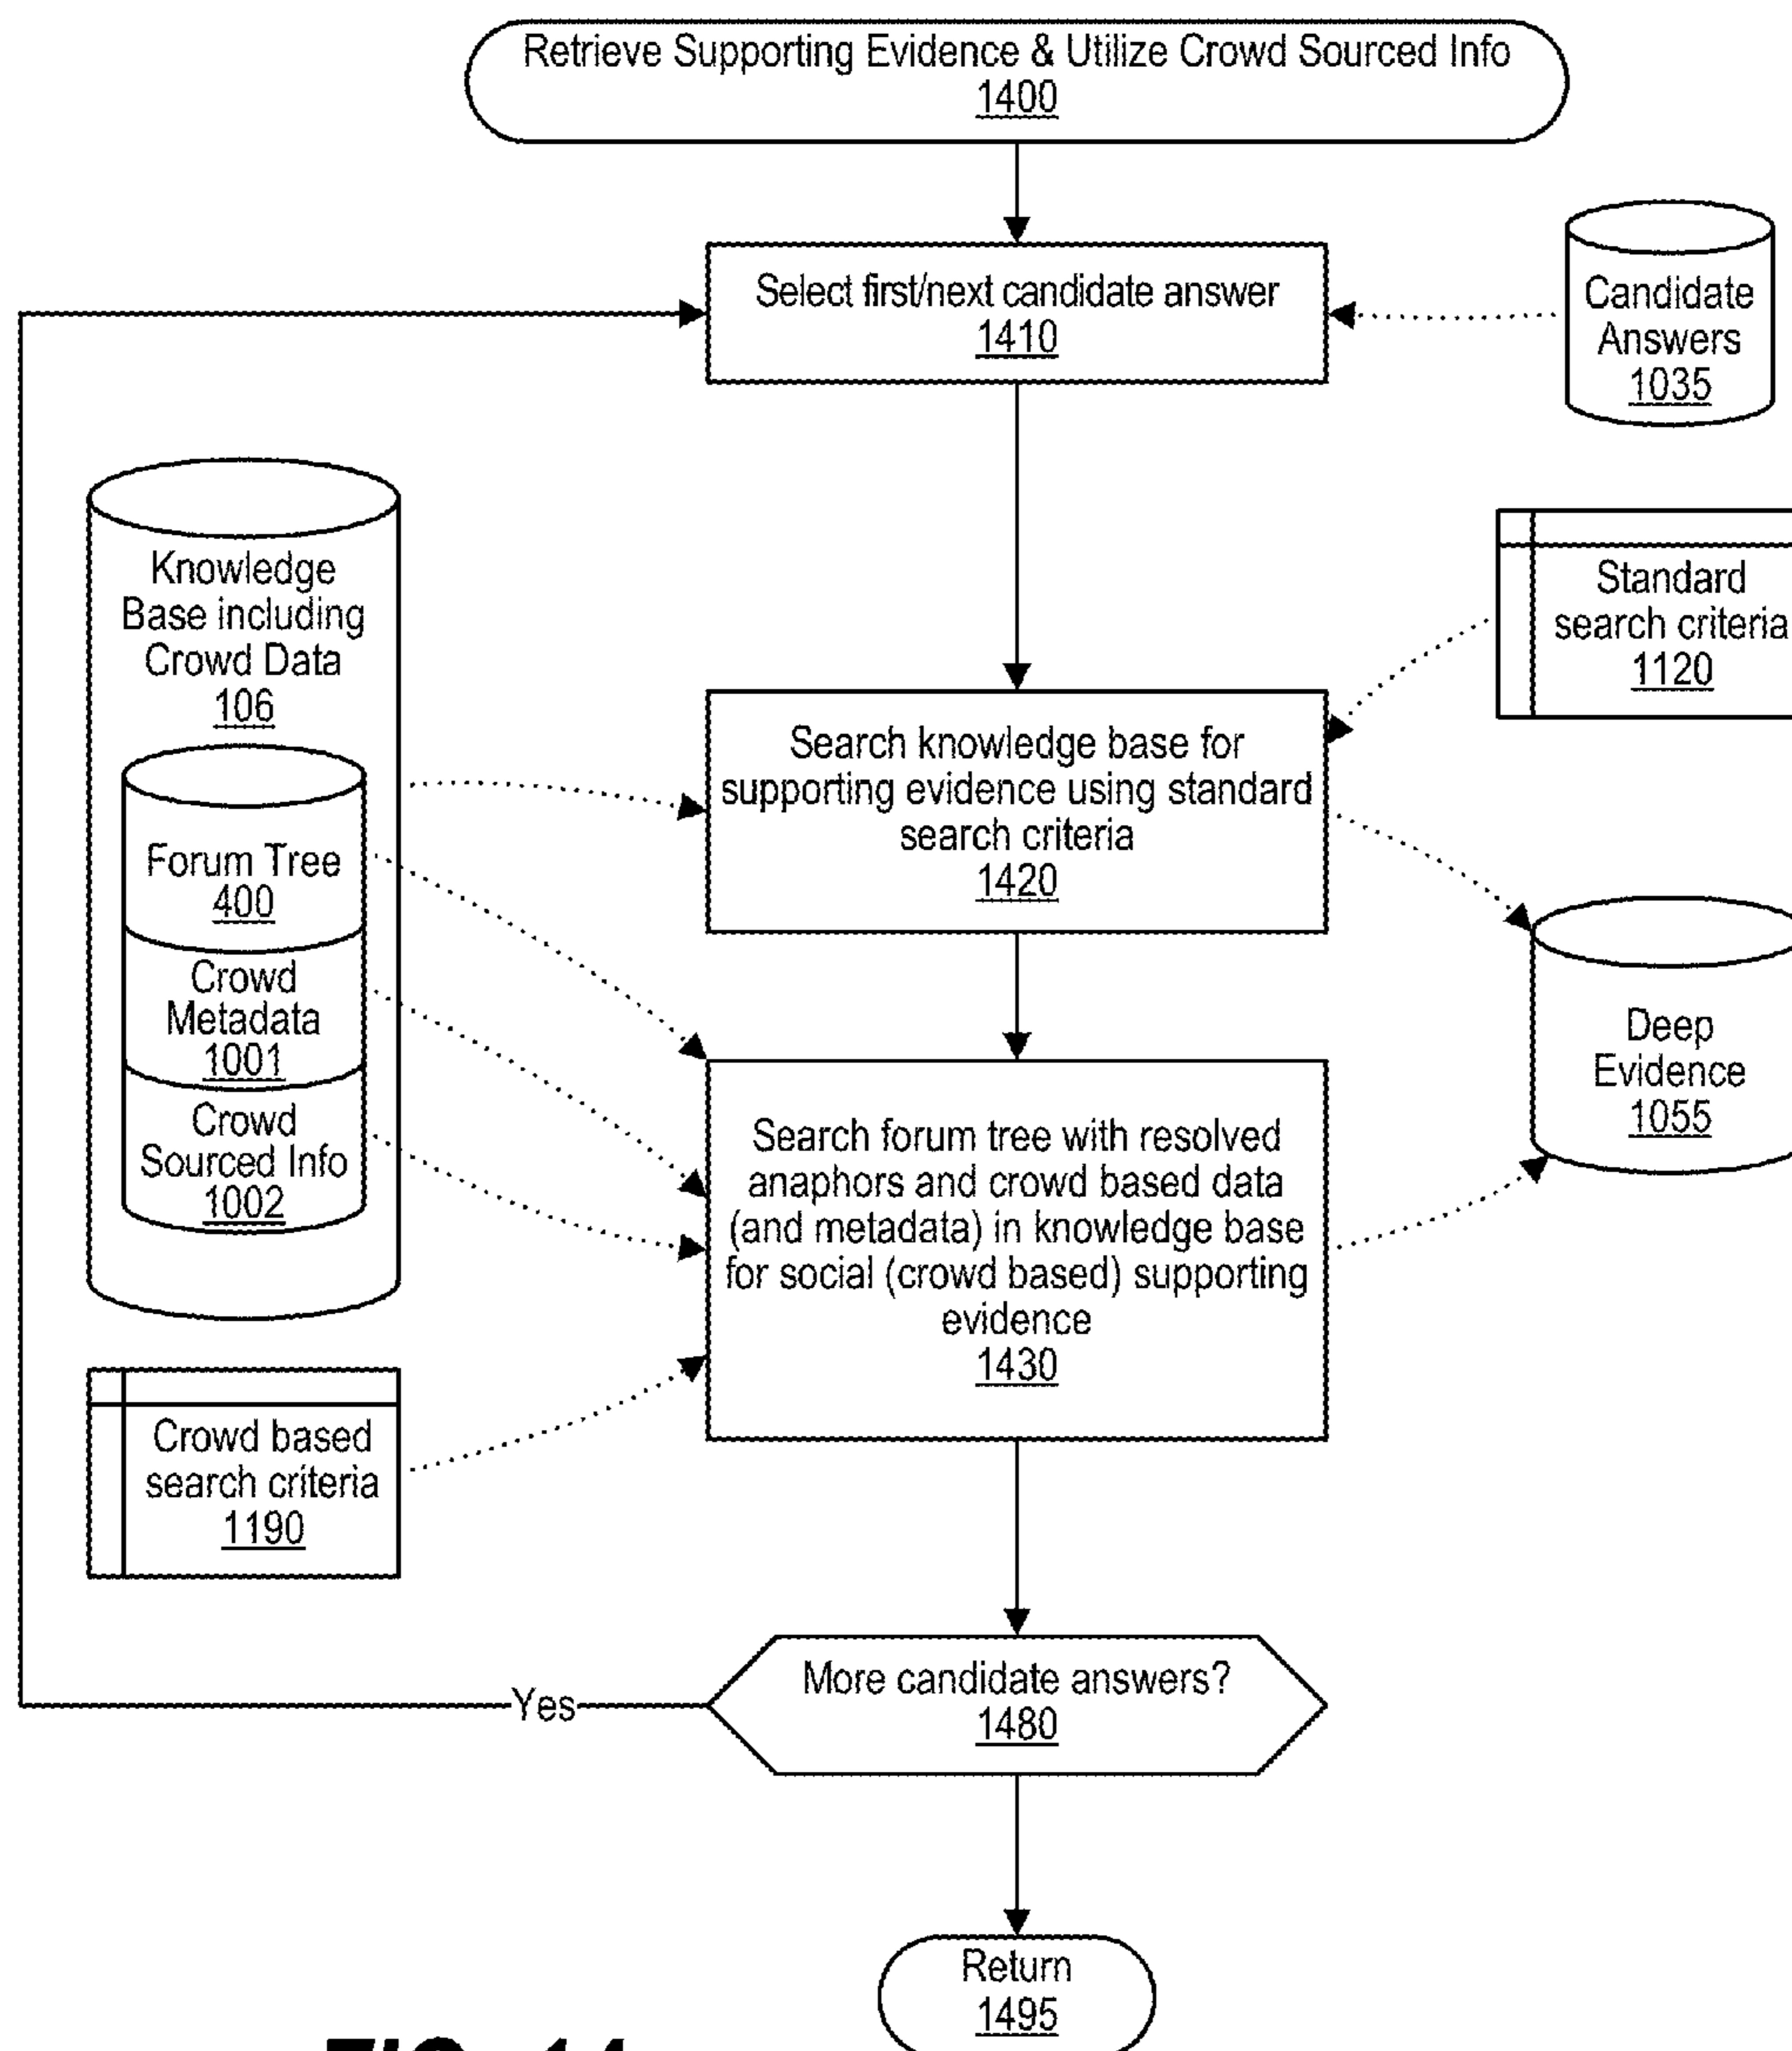 Retrieve Supporting Evidence & Utilize Crowd Sourced Info
1400
Select first/next candidate answer
1410
Candidate
Answers
1035
Knowledge
Base including
Crowd Data
106
Standard
search criteria
1120
Search knowledge base for
supporting evidence using standard
search criteria
1420
Forum Tree
400
Crowd
Metadata
1001
Crowd
Sourced Info
1002
Deep
Evidence
1055
Search forum tree with resolved
anaphors and crowd based data
(and metadata) in knowledge base
for social (crowd based) supporting
evidence
1430
Crowd based
search criteria
1190
More candidate answers?
1480
Yes
Return
1495